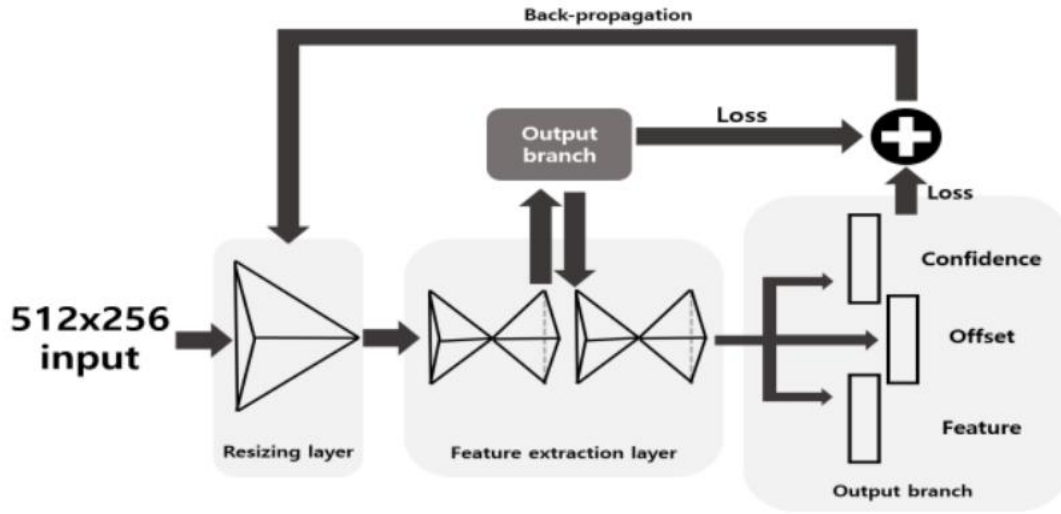 Back-propagation
Output
branch
Loss
Loss
512x256
input
Confidence
Offset
Feature
Resizing layer
Feature extraction layer
Output branch